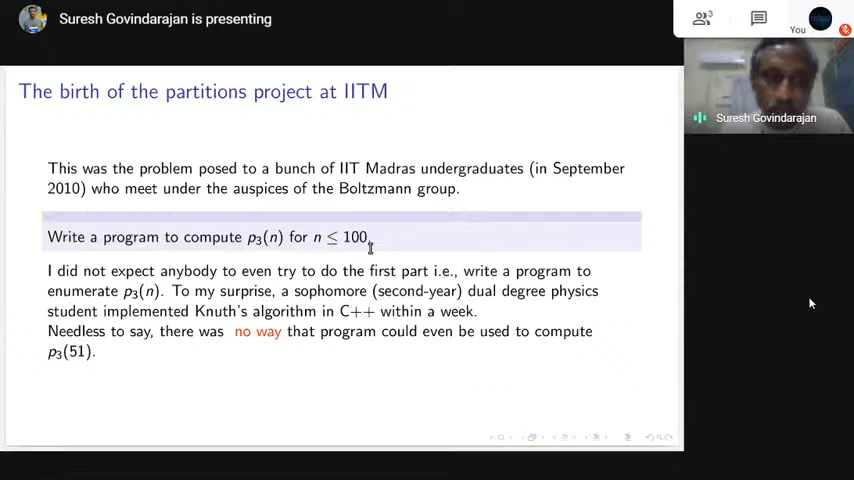 Suresh Govindarajan is presenting
3
You
Suresh Govindarajan
The birth of the partitions project at IITM
This was the problem posed to a bunch of IIT Madras undergraduates (in September
2010) who meet under the auspices of the Boltzmann group.
Write a program to compute p₃(n) for n ≤ 100.
I did not expect anybody to even try to do the first part i.e., write a program to
enumerate p₃(n). To my surprise, a sophomore (second-year) dual degree physics
student implemented Knuth's algorithm in C++ within a week.
Needless to say, there was no way that program could even be used to compute
p₃(51).